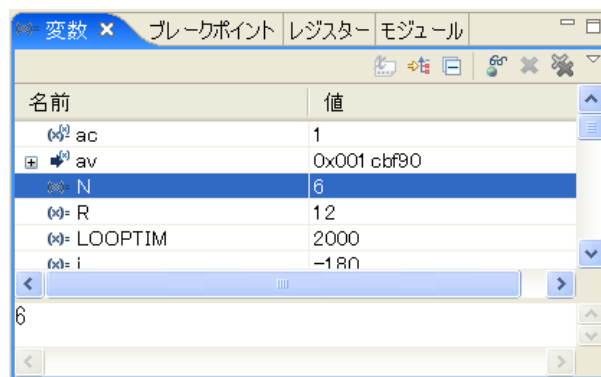 変数 ブレークポイント レジスター モジュール
名前 値
ac 1
av 0x001cbf90
N 6
R 12
LOOPTIM 2000
i -180
6